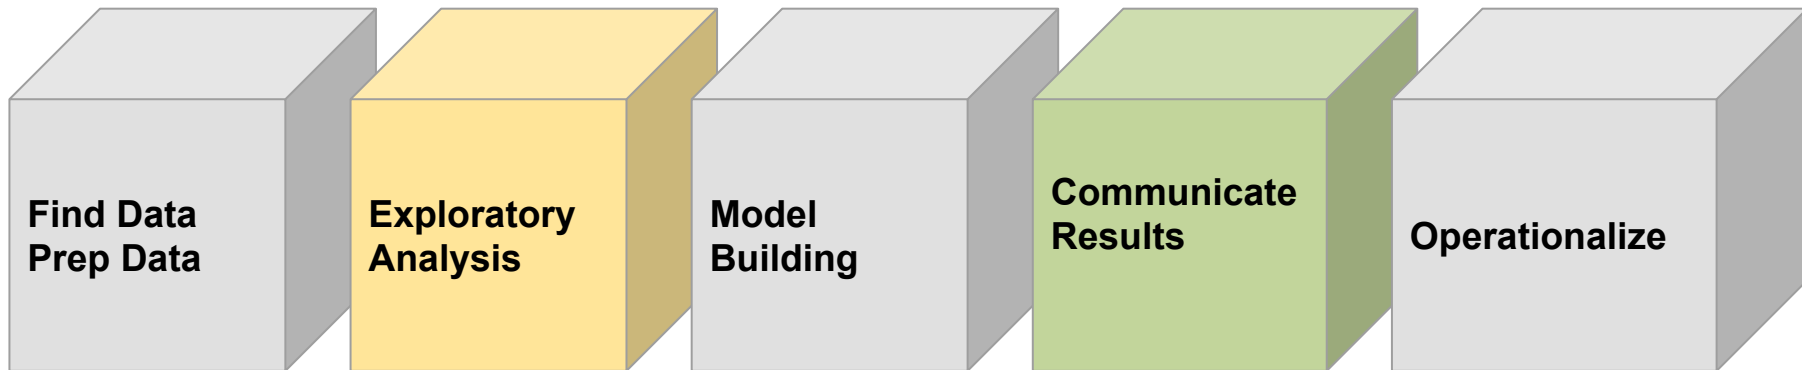 Find Data
Prep Data
Exploratory
Analysis
Model
Building
Communicate
Results
Operationalize